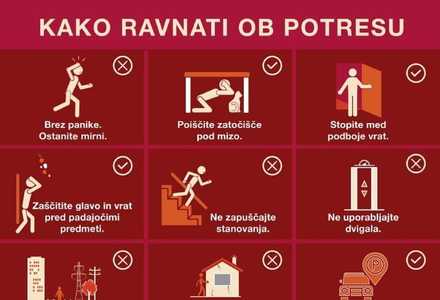 KAKO RAVNATI OB POTRESU
Brez panike.
Ostanite mirni.
Poiščite zatočišče
pod mizo.
Stopite med
podboje vrat.
Zaščitite glavo in vrat
pred padajočimi
predmeti.
Ne zapuščajte
stanovanja.
Ne uporabljajte
dvigala.
P